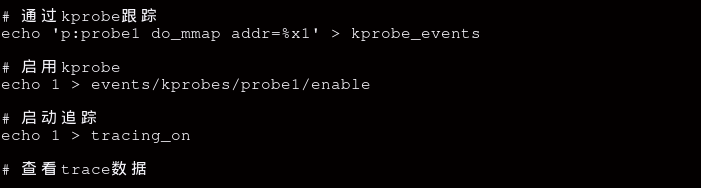 # 通过kprobe跟踪
echo 'p:probe1 do_mmap addr=%x1' > kprobe_events
# 启用kprobe
echo 1 > events/kprobes/probe1/enable
# 启动追踪
echo 1 > tracing_on
# 查看trace数据